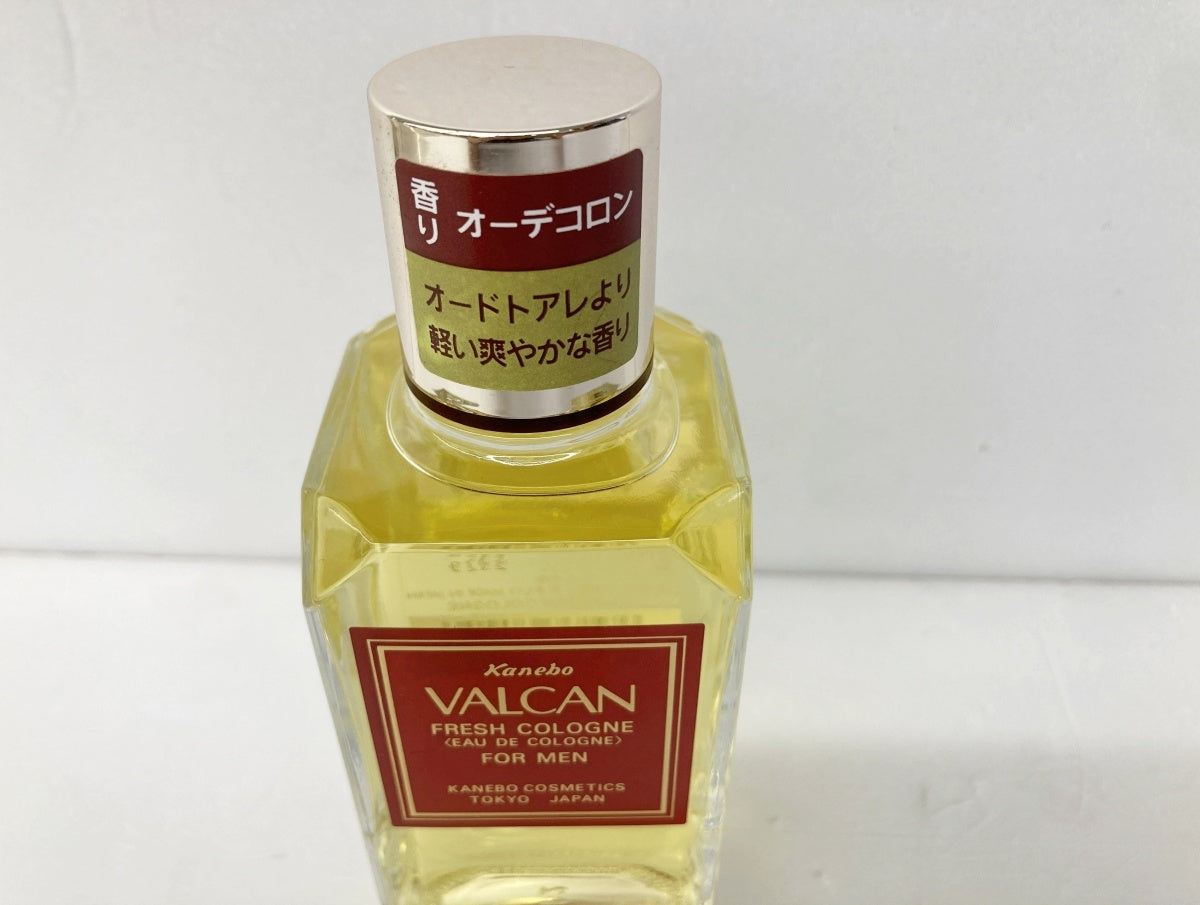 香り オーデコロン
オードトアレより
軽い爽やかな香り
Kanebo
VALCAN
FRESH COLOGNE
〈EAU DE COLOGNE〉
FOR MEN
KANEBO COSMETICS
TOKYO JAPAN